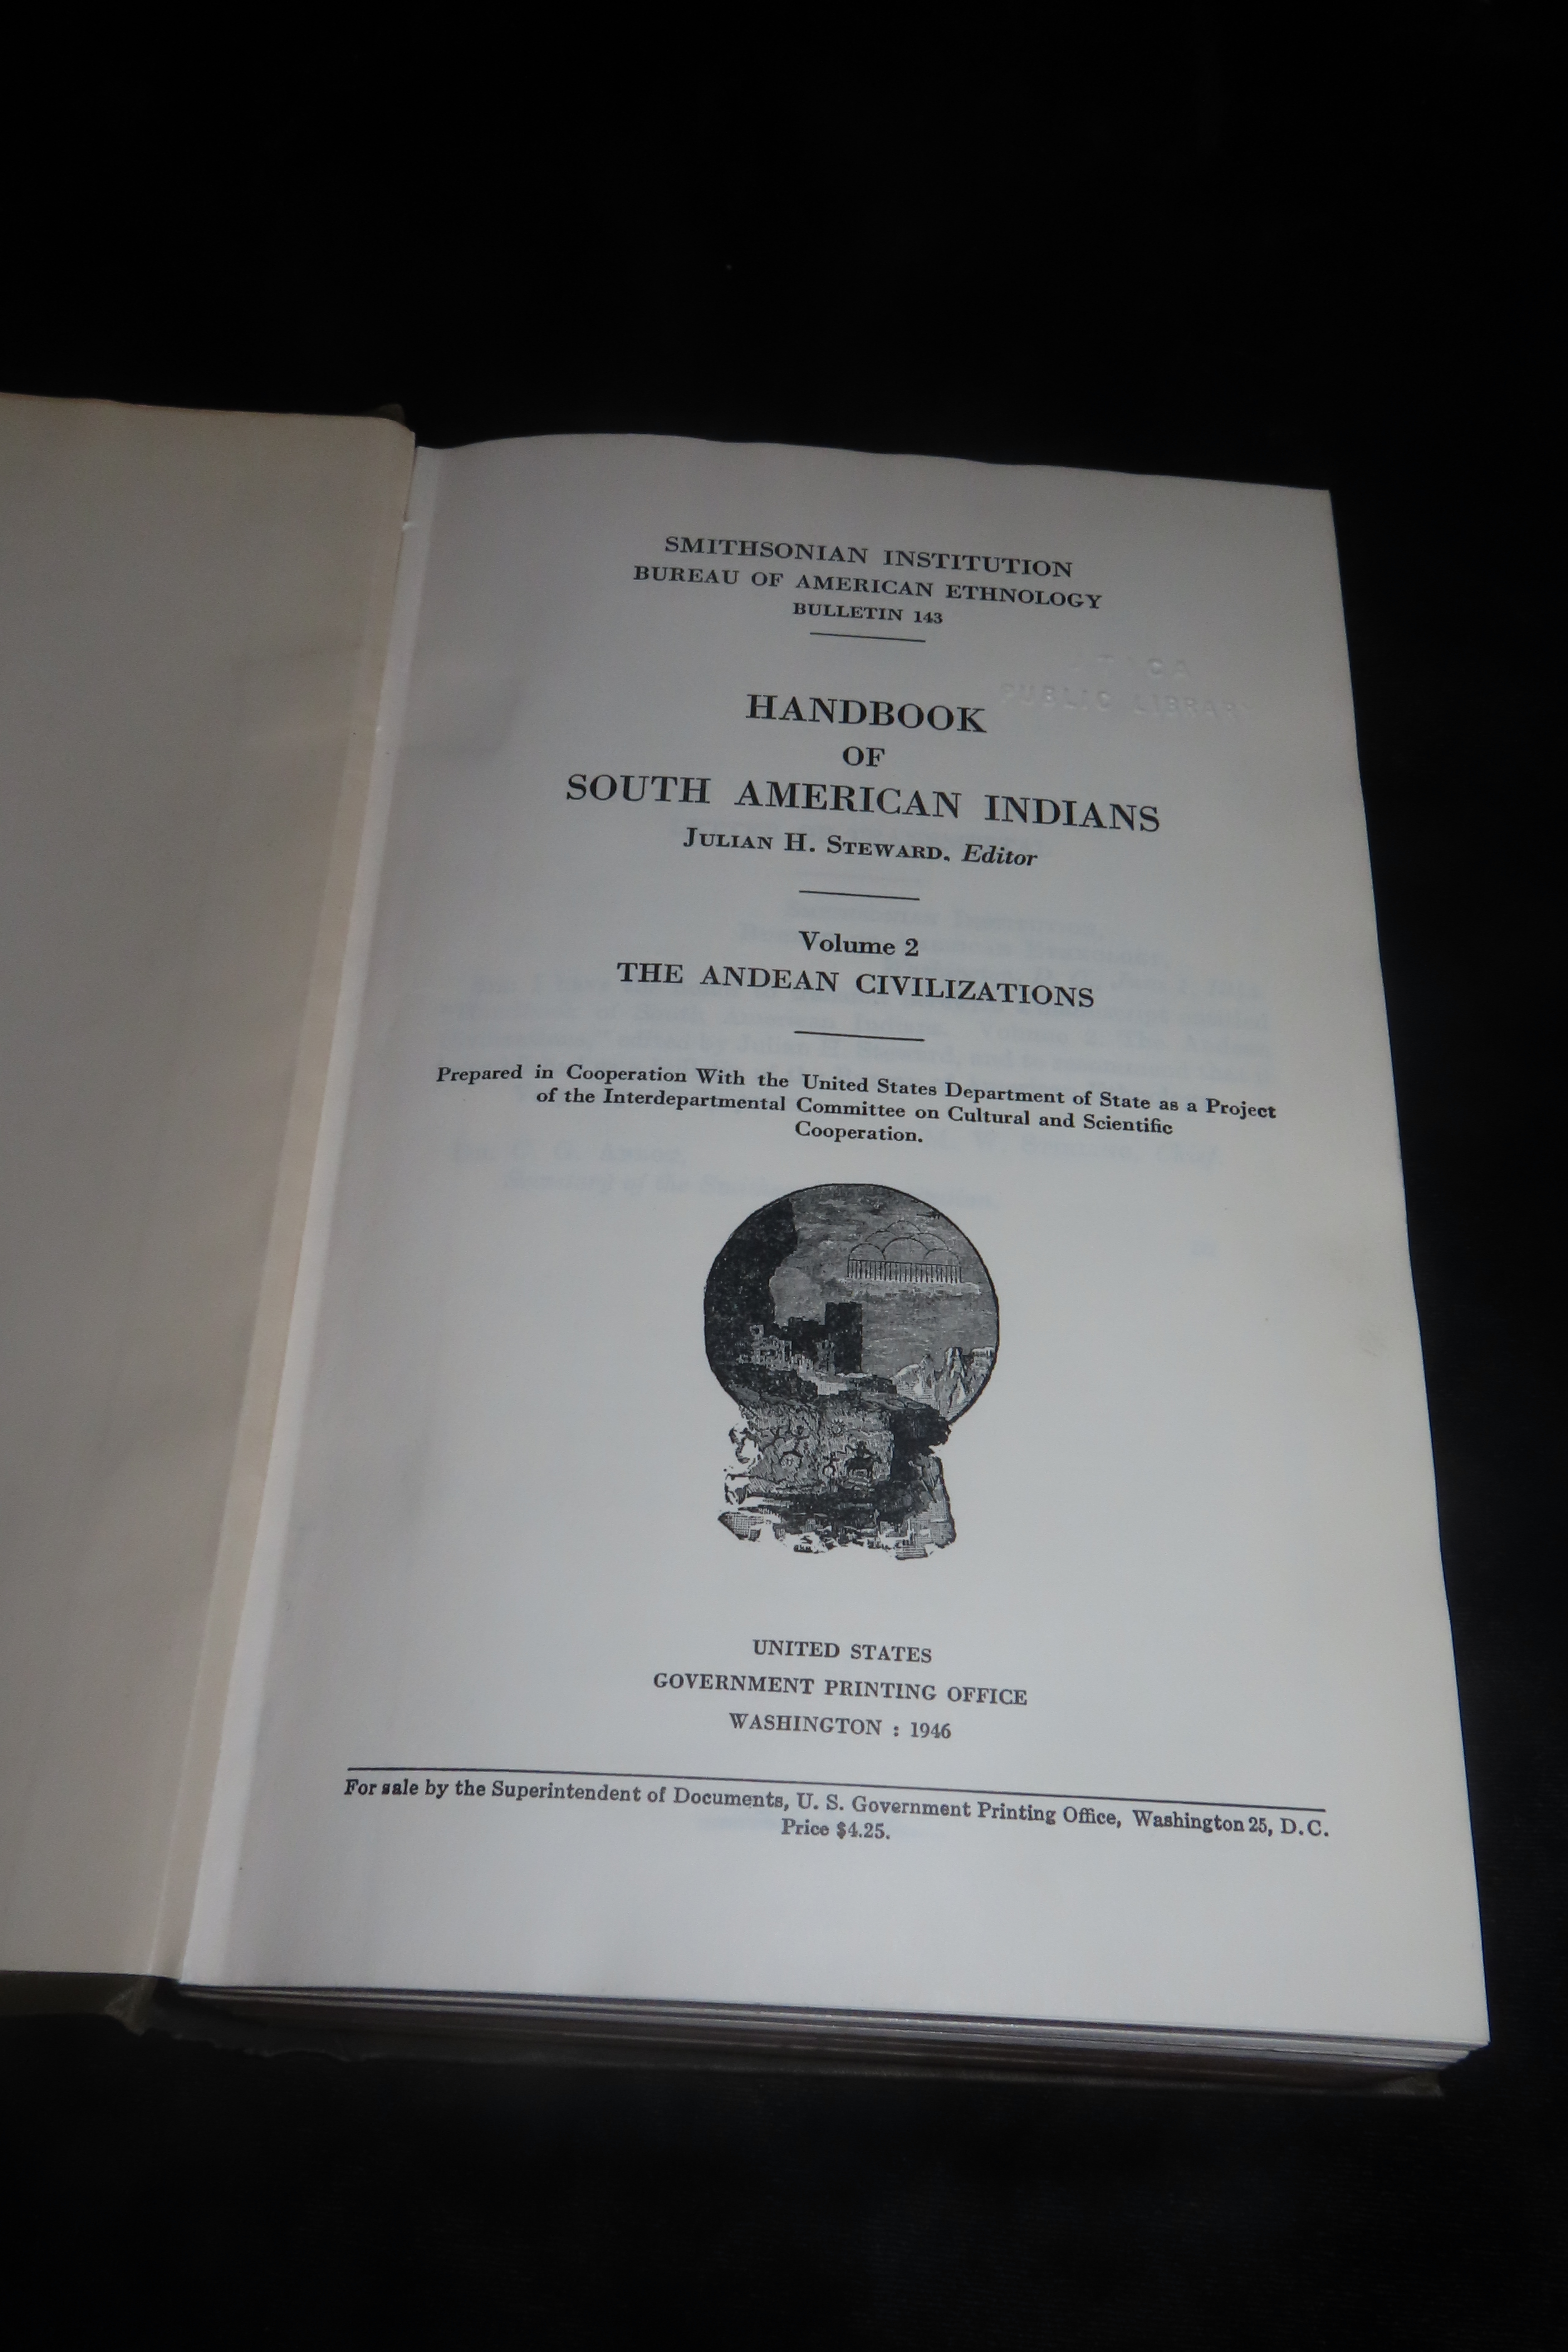 SMITHSONIAN INSTITUTION
BUREAU OF AMERICAN ETHNOLOGY
BULLETIN 143
TICA
PUBLIC LIBRARY
HANDBOOK
OF
SOUTH AMERICAN INDIANS
JULIAN H. STEWARD, Editor
Volume 2
THE ANDEAN CIVILIZATIONS
Prepared in Cooperation With the United States Department of State as a Project
of the Interdepartmental Committee on Cultural and Scientific
Cooperation.
UNITED STATES
GOVERNMENT PRINTING OFFICE
WASHINGTON : 1946
For sale by the Superintendent of Documents, U. S. Government Printing Office, Washington 25, D.C.
Price $4.25.